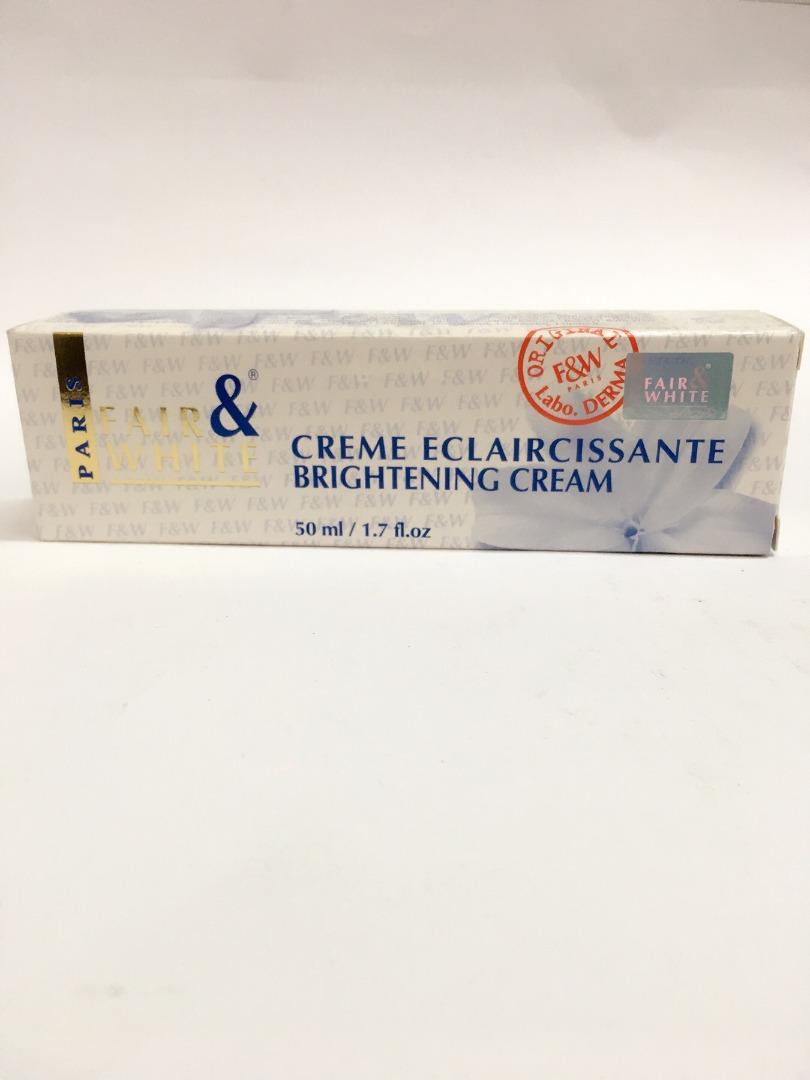 PARIS
FAIR &®
WHITE
CREME ECLAIRCISSANTE
BRIGHTENING CREAM
50 ml / 1.7 fl.oz
ORIGINAL
F&W
PARIS
Labo. DERMA
FAIR &
WHITE